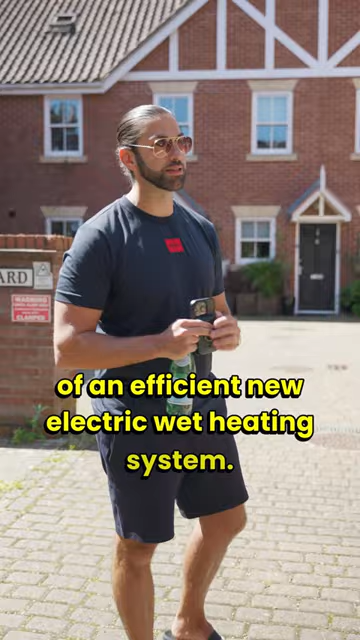 ARD
WARNING
CLAMPED
of an efficient new
electric wet heating
system.